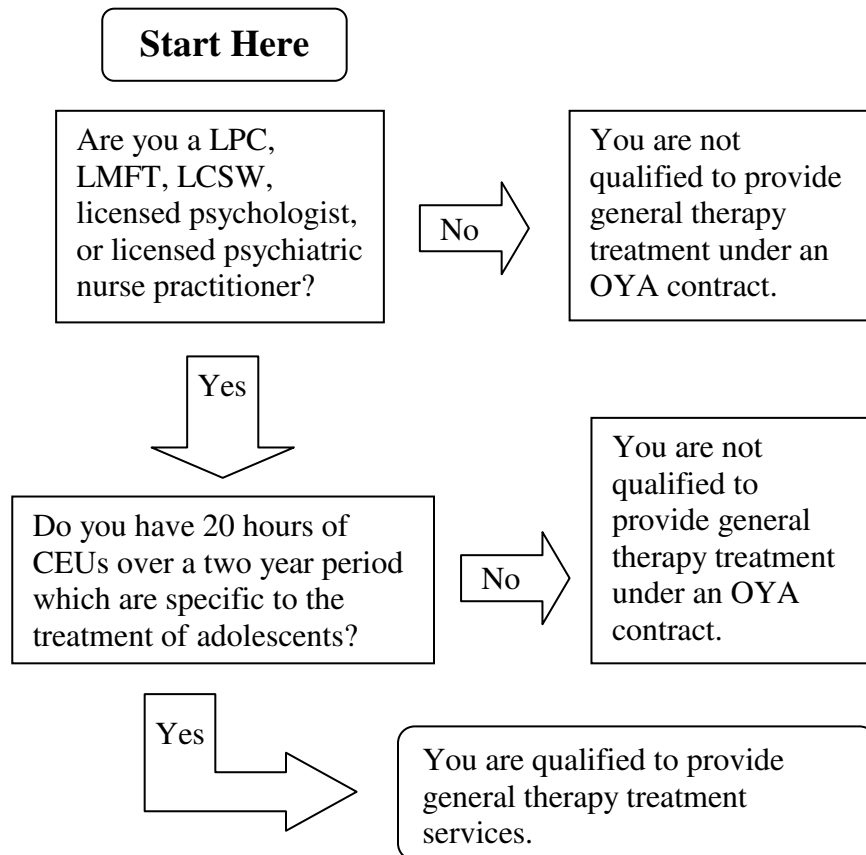 Start Here
Are you a LPC,
LMFT, LCSW,
licensed psychologist,
or licensed psychiatric
nurse practitioner?
No
You are not
qualified to provide
general therapy
treatment under an
OYA contract.
Yes
Do you have 20 hours of
CEUs over a two year period
which are specific to the
treatment of adolescents?
No
You are not
qualified to
provide general
therapy treatment
under an OYA
contract.
Yes
You are qualified to provide
general therapy treatment
services.